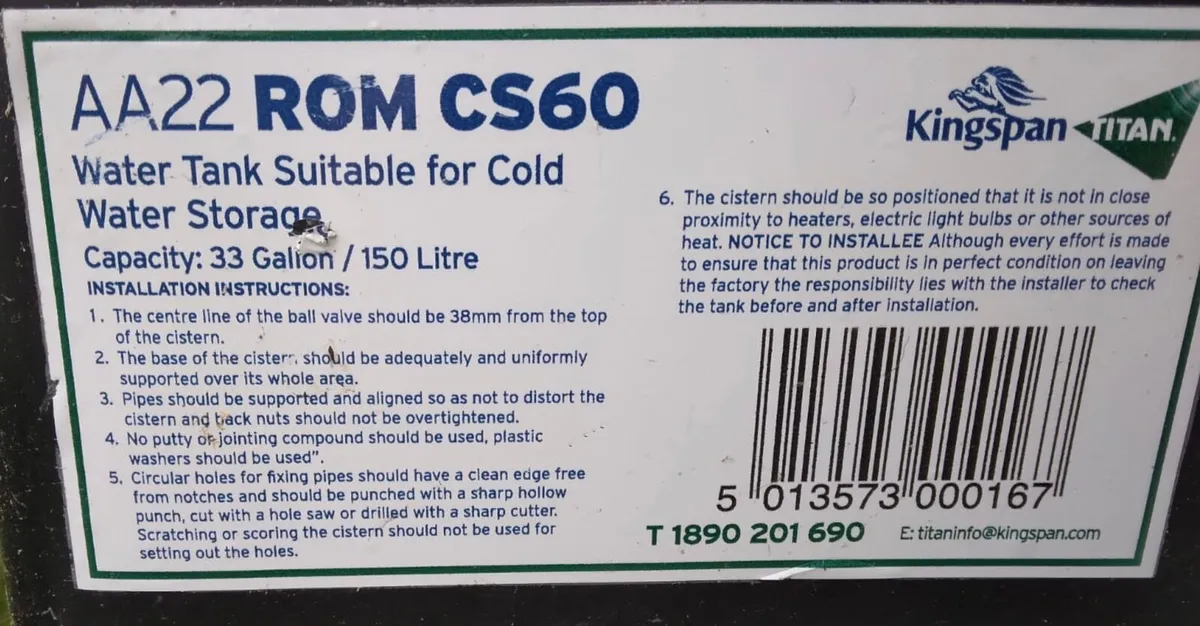 AA22 ROM CS60
Water Tank Suitable for Cold
Water Storage
Capacity: 33 Gallon / 150 Litre
INSTALLATION INSTRUCTIONS:
1. The centre line of the ball valve should be 38mm from the top
of the cistern.
2. The base of the cistern should be adequately and uniformly
supported over its whole area.
3. Pipes should be supported and aligned so as not to distort the
cistern and back nuts should not be overtightened.
4. No putty or jointing compound should be used, plastic
washers should be used".
5. Circular holes for fixing pipes should have a clean edge free
from notches and should be punched with a sharp hollow
punch, cut with a hole saw or drilled with a sharp cutter.
Scratching or scoring the cistern should not be used for
setting out the holes.
Kingspan TITAN.
6. The cistern should be so positioned that it is not in close
proximity to heaters, electric light bulbs or other sources of
heat. NOTICE TO INSTALLEE Although every effort is made
to ensure that this product is in perfect condition on leaving
the factory the responsibility lies with the installer to check
the tank before and after installation.
5 013573 000167
T 1890 201 690 E: titaninfo@kingspan.com